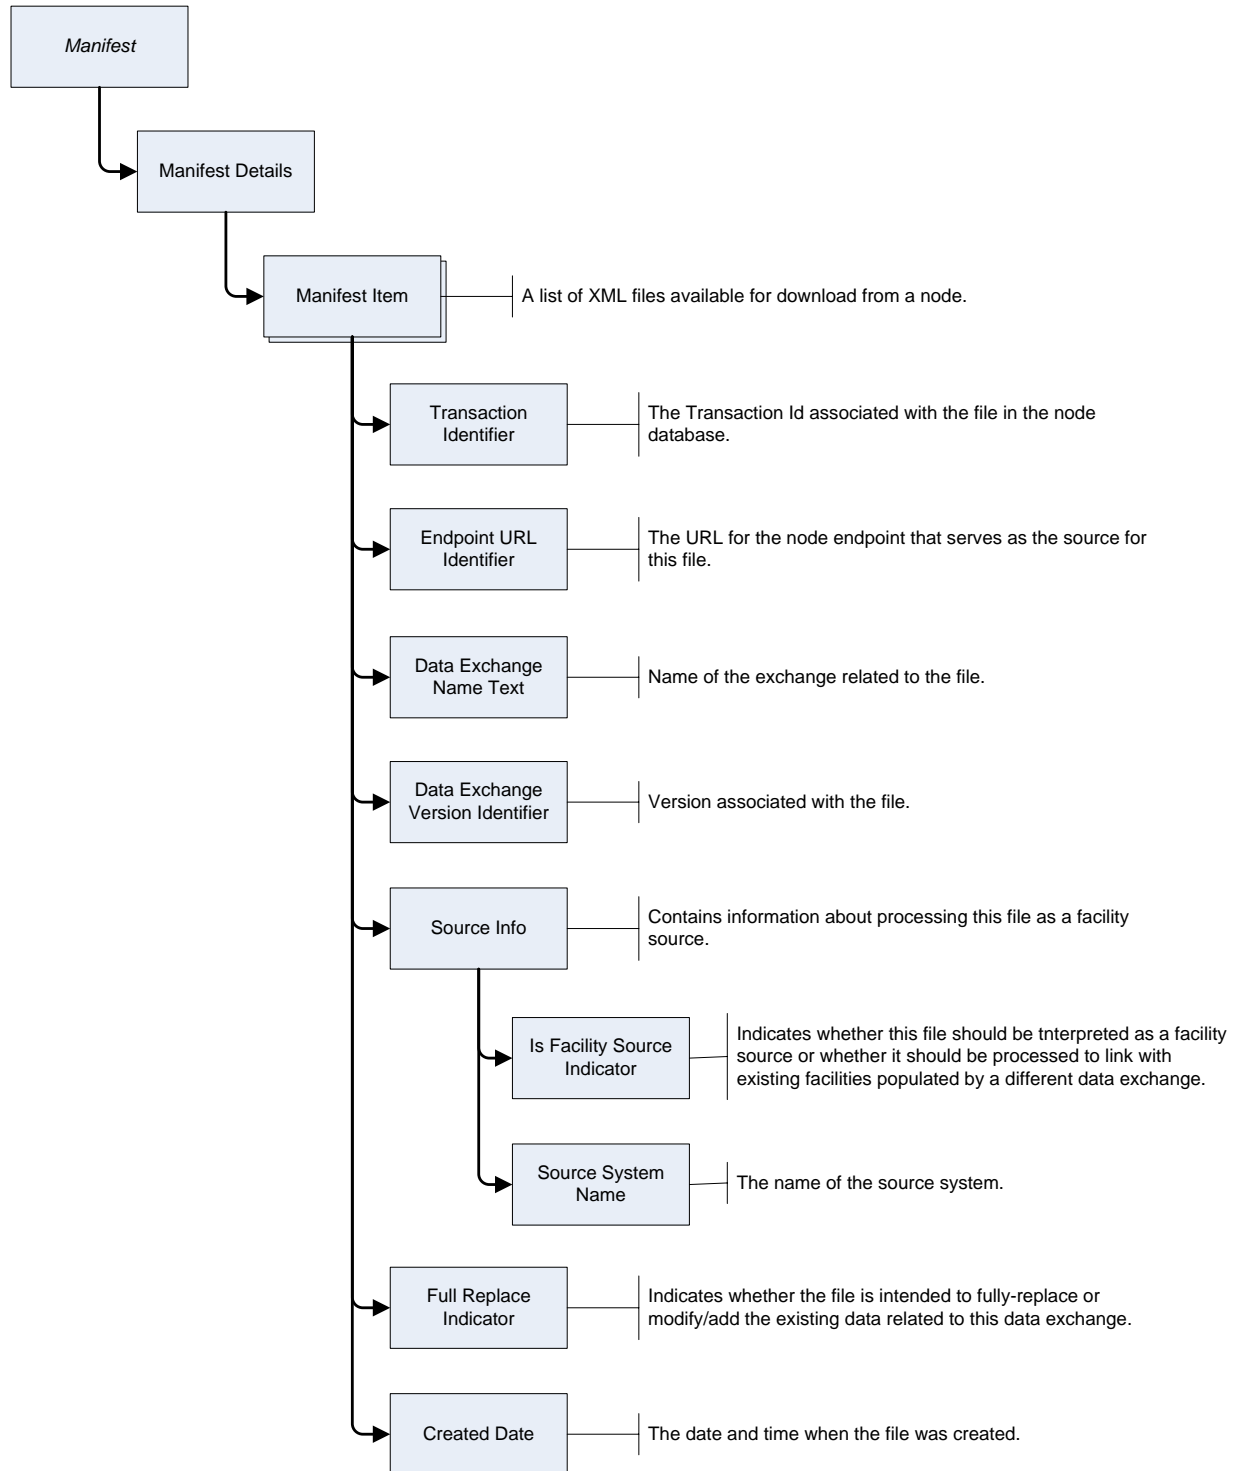 Manifest
Manifest Details
Manifest Item
A list of XML files available for download from a node.
Transaction
Identifier
The Transaction Id associated with the file in the node
database.
Endpoint URL
Identifier
The URL for the node endpoint that serves as the source for
this file.
Data Exchange
Name Text
Name of the exchange related to the file.
Data Exchange
Version Identifier
Version associated with the file.
Source Info
Contains information about processing this file as a facility
source.
Is Facility Source
Indicator
Indicates whether this file should be tnterpreted as a facility
source or whether it should be processed to link with
existing facilities populated by a different data exchange.
Source System
Name
The name of the source system.
Full Replace
Indicator
Indicates whether the file is intended to fully-replace or
modify/add the existing data related to this data exchange.
Created Date
The date and time when the file was created.